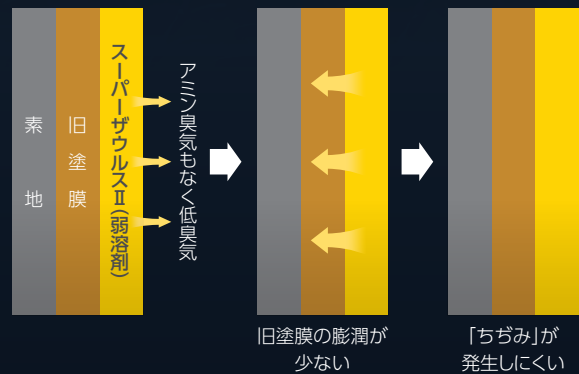 素地
旧塗膜
スーパーザウルスⅡ(弱溶剤)
アミン臭気もなく低臭気
旧塗膜の膨潤が
少ない
「ちぢみ」が
発生しにくい